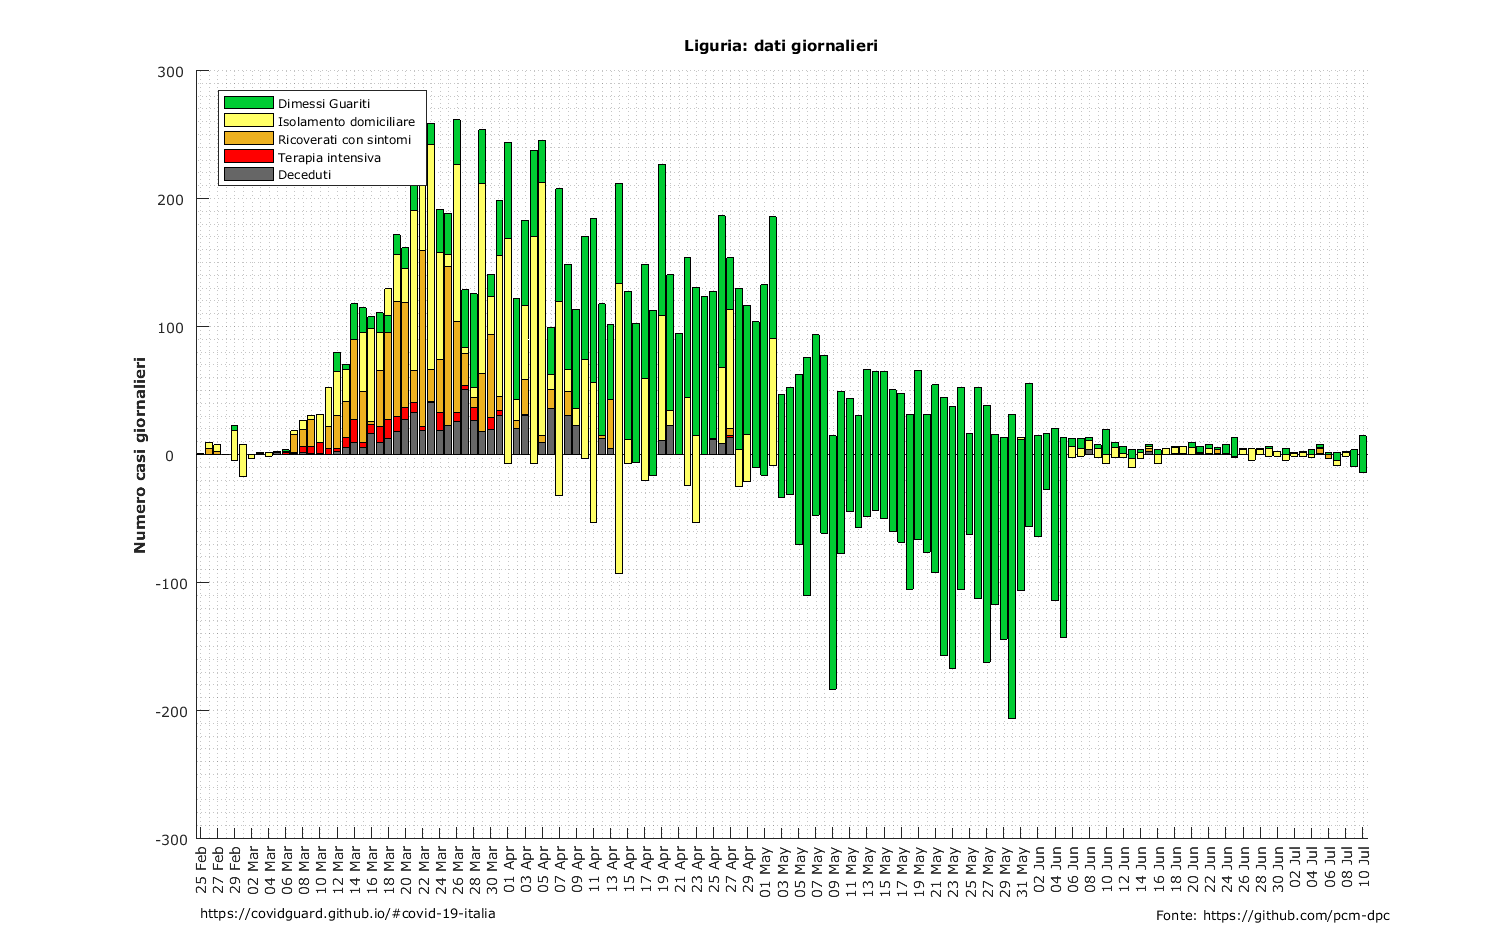 Liguria: dati giornalieri
300
200
100
0
-100
-200
-300
Numero casi giornalieri
Dimessi Guariti
Isolamento domiciliare
Ricoverati con sintomi
Terapia intensiva
Deceduti
25 Feb
27 Feb
29 Feb
02 Mar
04 Mar
06 Mar
08 Mar
10 Mar
12 Mar
14 Mar
16 Mar
18 Mar
20 Mar
22 Mar
24 Mar
26 Mar
28 Mar
30 Mar
01 Apr
03 Apr
05 Apr
07 Apr
09 Apr
11 Apr
13 Apr
15 Apr
17 Apr
19 Apr
21 Apr
23 Apr
25 Apr
27 Apr
29 Apr
01 May
03 May
05 May
07 May
09 May
11 May
13 May
15 May
17 May
19 May
21 May
23 May
25 May
27 May
29 May
31 May
02 Jun
04 Jun
06 Jun
08 Jun
10 Jun
12 Jun
14 Jun
16 Jun
18 Jun
20 Jun
22 Jun
24 Jun
26 Jun
28 Jun
30 Jun
02 Jul
04 Jul
06 Jul
08 Jul
10 Jul
https://covidguard.github.io/#covid-19-italia
Fonte: https://github.com/pcm-dpc